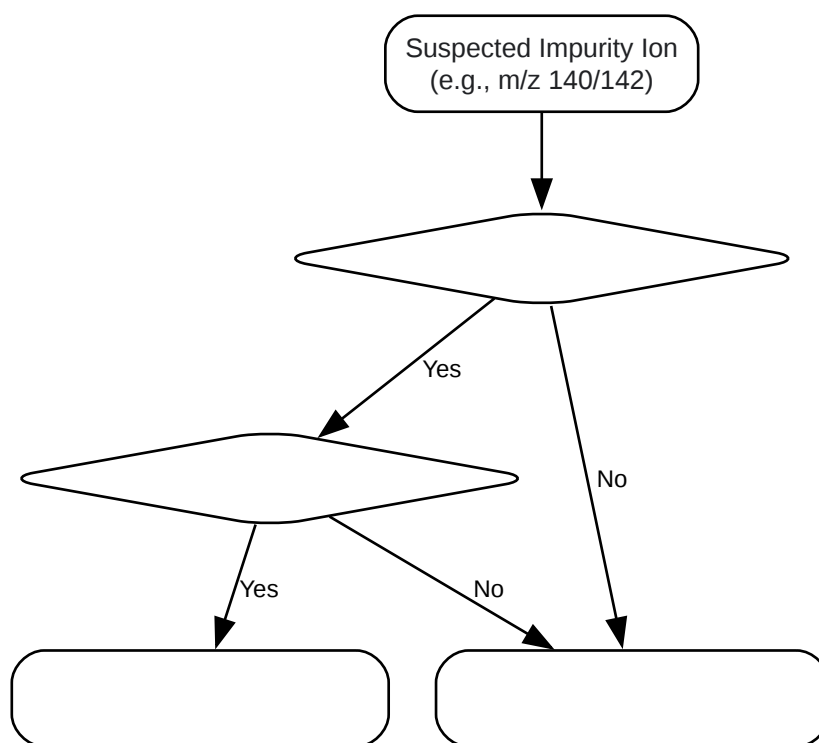 Suspected Impurity Ion
(e.g., m/z 140/142)
Yes
No
Yes
No